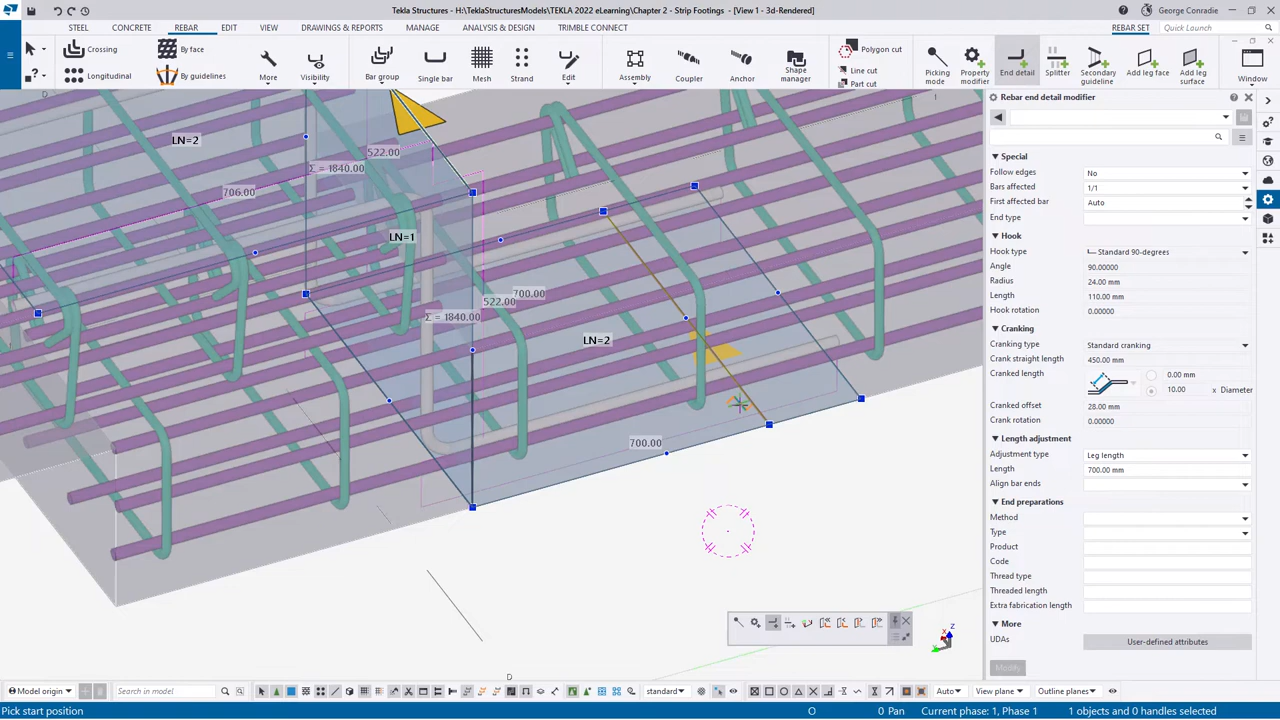 Tekla Structures - H:\TeklaStructuresModels\TEKLA 2022 eLearning\Chapter 2 - Strip Footings - [View 1 - 3d-Rendered]
George Conradie
STEEL CONCRETE REBAR EDIT VIEW DRAWINGS & REPORTS MANAGE ANALYSIS & DESIGN TRIMBLE CONNECT REBAR SET Quick Launch
Crossing By face Polygon cut
Longitudinal By guidelines More Visibility Bar group Single bar Mesh Strand Edit Assembly Coupler Anchor Shape manager Line cut Part cut Picking mode Property modifier End detail Splitter Secondary guideline Add leg face Add leg surface Window
Rebar end detail modifier
Special
Follow edges No
Bars affected 1/1
First affected bar Auto
End type
Hook
Hook type Standard 90-degrees
Angle 90.00000
Radius 24.00 mm
Length 110.00 mm
Hook rotation 0.00000
Cranking
Cranking type Standard cranking
Crank straight length 450.00 mm
Cranked length 0.00 mm
10.00 x Diameter
Cranked offset 28.00 mm
Crank rotation 0.00000
Length adjustment
Adjustment type Leg length
Length 700.00 mm
Align bar ends
End preparations
Method
Type
Product
Code
Thread type
Threaded length
Extra fabrication length
More
UDAs User-defined attributes
Modify
D
1
LN=2
522.00
Σ = 1840.00
706.00
LN=1
700.00
522.00
Σ = 1840.00
LN=2
700.00
D
Z
Model origin Search in model standard Auto View plane Outline planes
Pick start position O 0 Pan Current phase: 1, Phase 1 1 objects and 0 handles selected